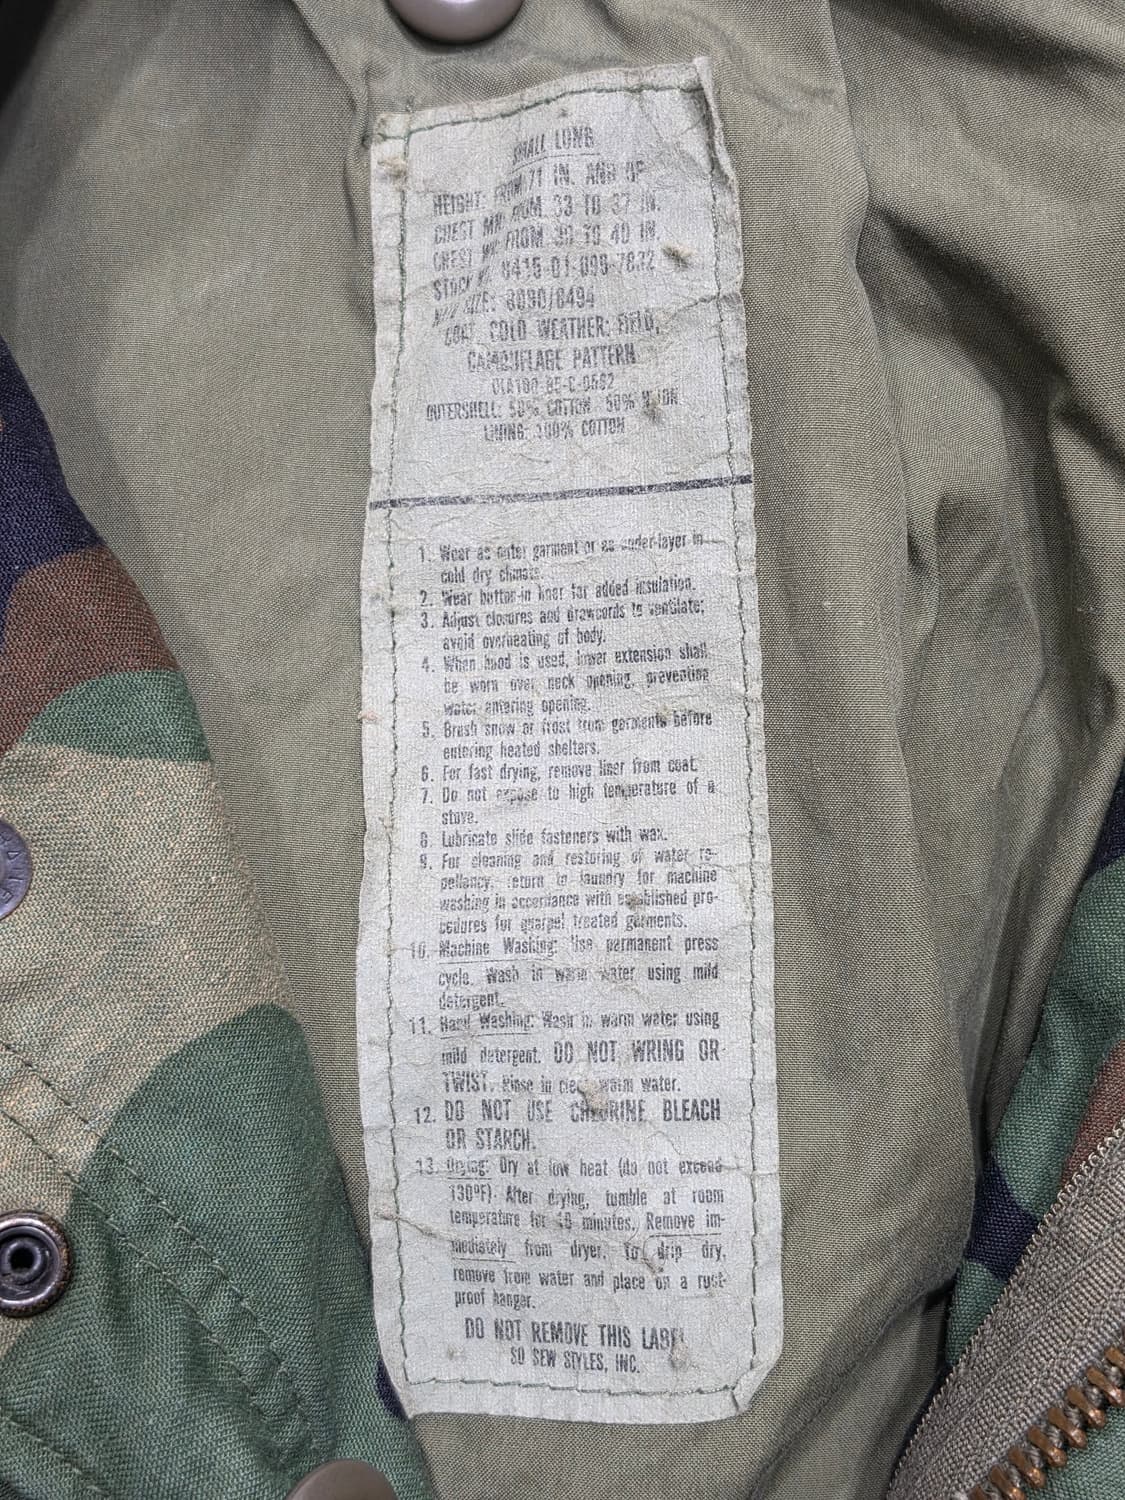 SMALL LONG
HEIGHT: FROM 71 IN. AND UP
CHEST FROM 33 TO 37 IN.
CHEST FROM TO 40 IN.
STOCK 8415-01-099-7832
SIZE:
COAT, COLD WEATHER: FIELD,
CAMOUFLAGE PATTERN
OUTERSHELL: 50% COTTON 50% NYLON
LINING: 100% COTTON
1. Wear as outer garment or as under-layer in
cold dry climate.
2. Wear button-in liner for added insulation.
3. Adjust closures and drawcords to ventilate;
avoid overheating of body.
4. When hood is used, lower extension shall
be worn over neck opening, preventing
water entering opening.
5. Brush snow or frost from garments before
entering heated shelters.
6. For fast drying, remove liner from coat.
7. Do not expose to high temperature of a
stove.
8. Lubricate slide fasteners with wax.
9. For cleaning and restoring of water re-
pellancy, return to laundry for machine
washing in accordance with established pro-
cedures for quarpel treated garments.
10. Machine Washing: Use permanent press
cycle. Wash in warm water using mild
detergent.
11. Hand Washing: Wash in warm water using
mild detergent. DO NOT WRING OR
TWIST. Rinse in clean warm water.
12. DO NOT USE CHLORINE BLEACH
OR STARCH.
13. Drying: Dry at low heat (do not exceed
130°F). After drying, tumble at room
temperature for 10 minutes. Remove im-
mediately from dryer. To drip dry,
remove from water and place on a rust-
proof hanger.
DO NOT REMOVE THIS LABEL
SO SEW STYLES, INC.